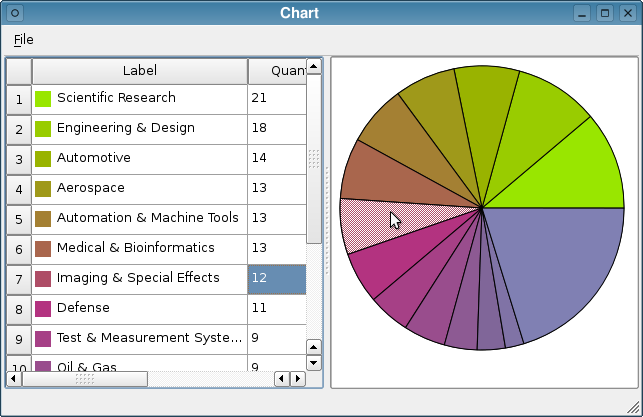 Chart
File
Label Quan
1 Scientific Research 21
2 Engineering & Design 18
3 Automotive 14
4 Aerospace 13
5 Automation & Machine Tools 13
6 Medical & Bioinformatics 13
7 Imaging & Special Effects 12
8 Defense 11
9 Test & Measurement Syste... 9
10 Oil & Gas 9